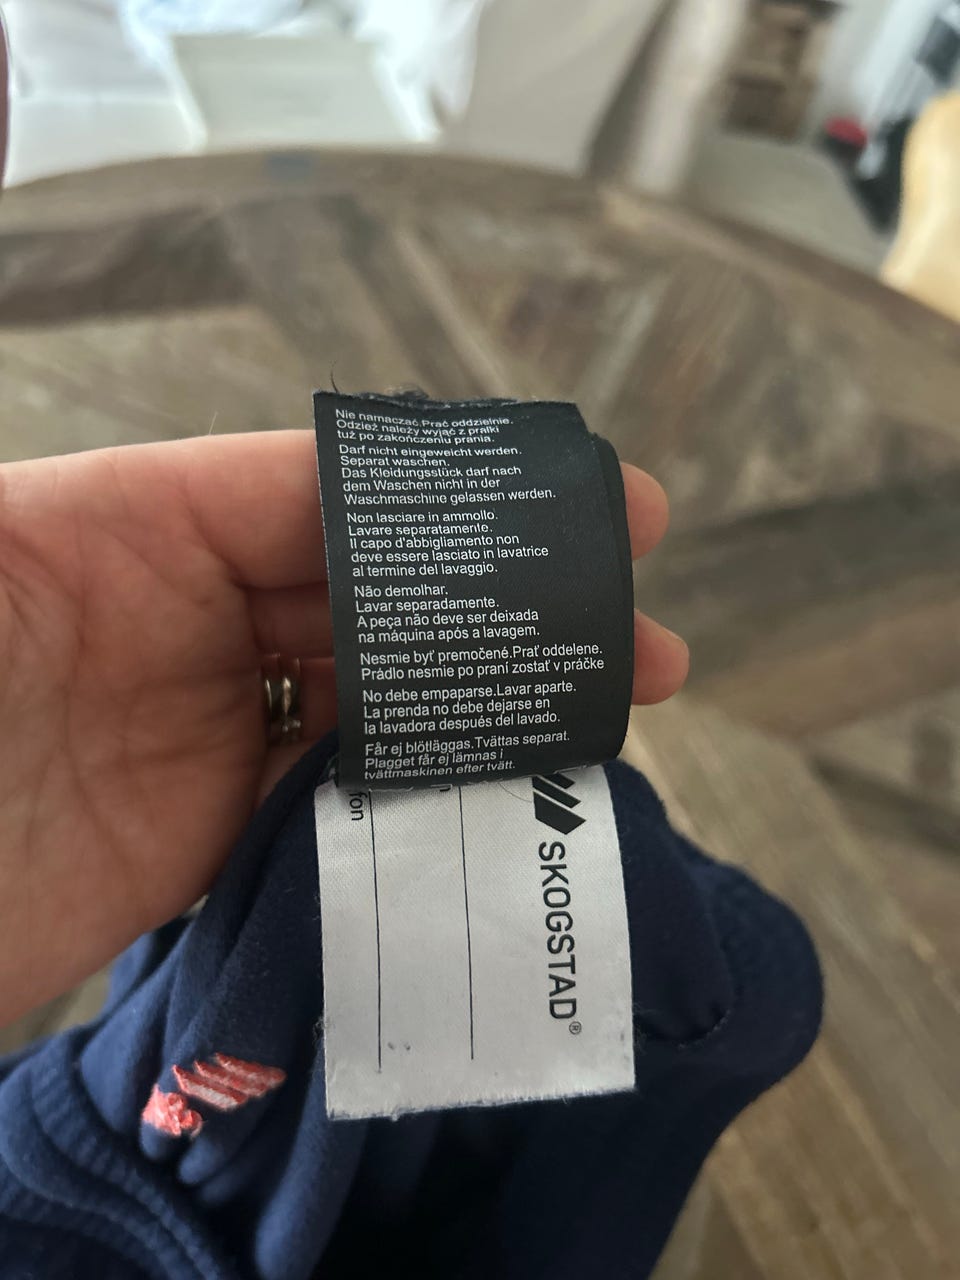 Nie namaczać.Prać oddzielnie.
Odzież należy wyjąć z pralki
tuż po zakończeniu prania.
Darf nicht eingeweicht werden.
Separat waschen.
Das Kleidungsstück darf nach
dem Waschen nicht in der
Waschmaschine gelassen werden.
Non lasciare in ammollo.
Lavare separatamente.
Il capo d'abbigliamento non
deve essere lasciato in lavatrice
al termine del lavaggio.
Não demolhar.
Lavar separadamente.
A peça não deve ser deixada
na máquina após a lavagem.
Nesmie byť premočené.Prať oddelene.
Prádlo nesmie po praní zostať v práčke
No debe empaparse.Lavar aparte.
La prenda no debe dejarse en
la lavadora después del lavado.
Får ej blötläggas.Tvättas separat.
Plagget får ej lämnas i
tvättmaskinen efter tvätt.
SKOGSTAD®